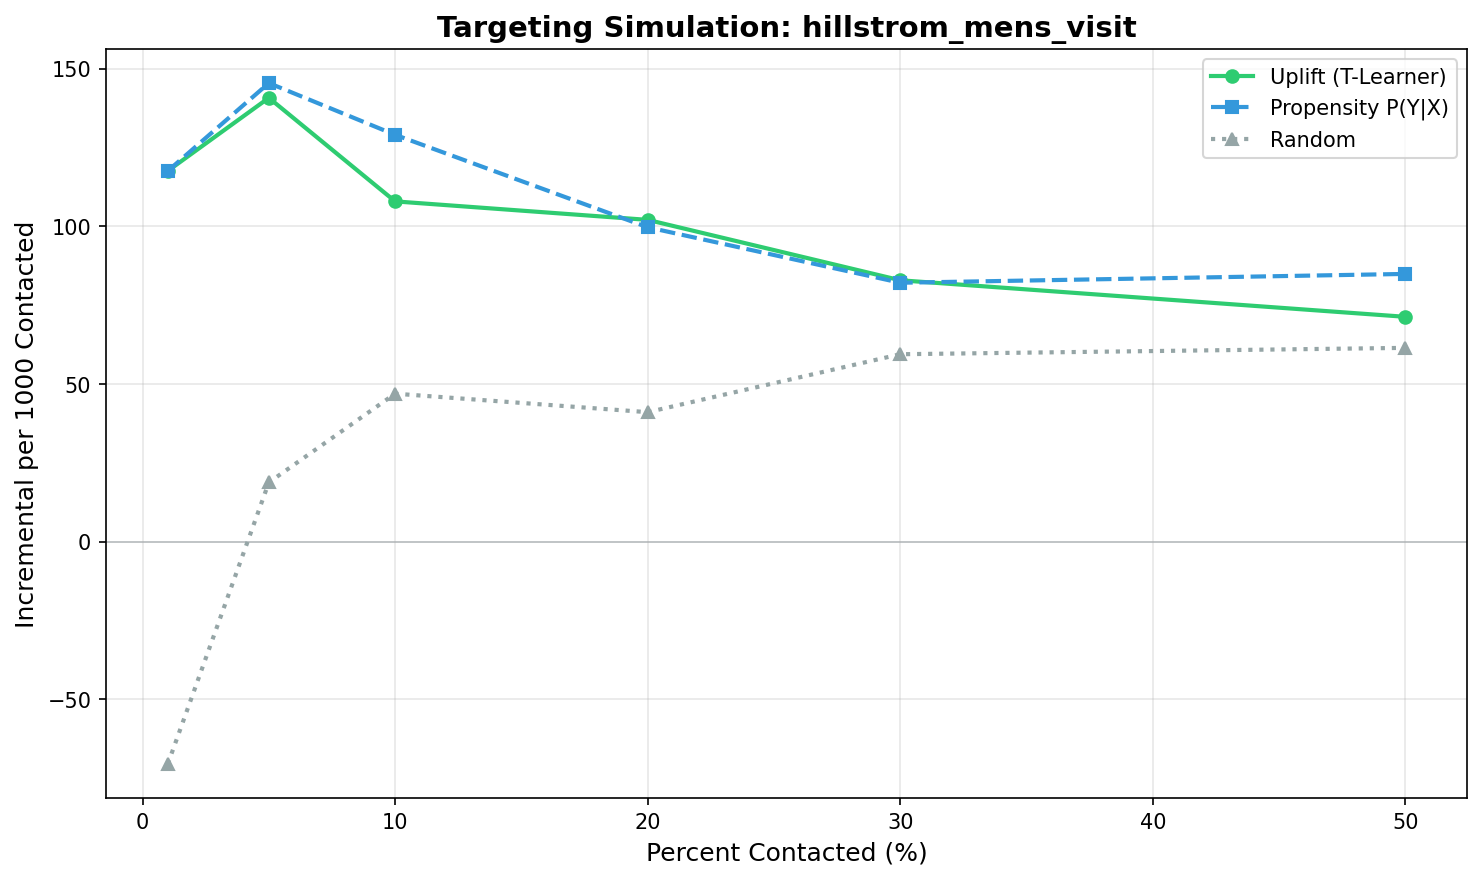 Targeting Simulation: hillstrom_mens_visit
Uplift (T-Learner)
Propensity P(Y|X)
Random
Incremental per 1000 Contacted
150
100
50
0
−50
0
10
20
30
40
50
Percent Contacted (%)